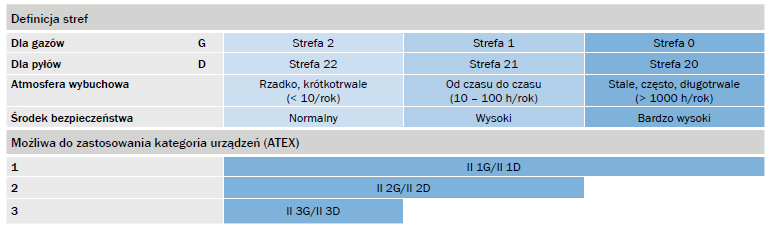 Definicja stref
Dla gazów G Strefa 2 Strefa 1 Strefa 0
Dla pyłów D Strefa 22 Strefa 21 Strefa 20
Atmosfera wybuchowa Rzadko, krótkotrwale Od czasu do czasu Stale, często, długotrwale
(< 10/rok) (10 – 100 h/rok) (> 1000 h/rok)
Środek bezpieczeństwa Normalny Wysoki Bardzo wysoki
Możliwa do zastosowania kategoria urządzeń (ATEX)
1 II 1G/II 1D
2 II 2G/II 2D
3 II 3G/II 3D